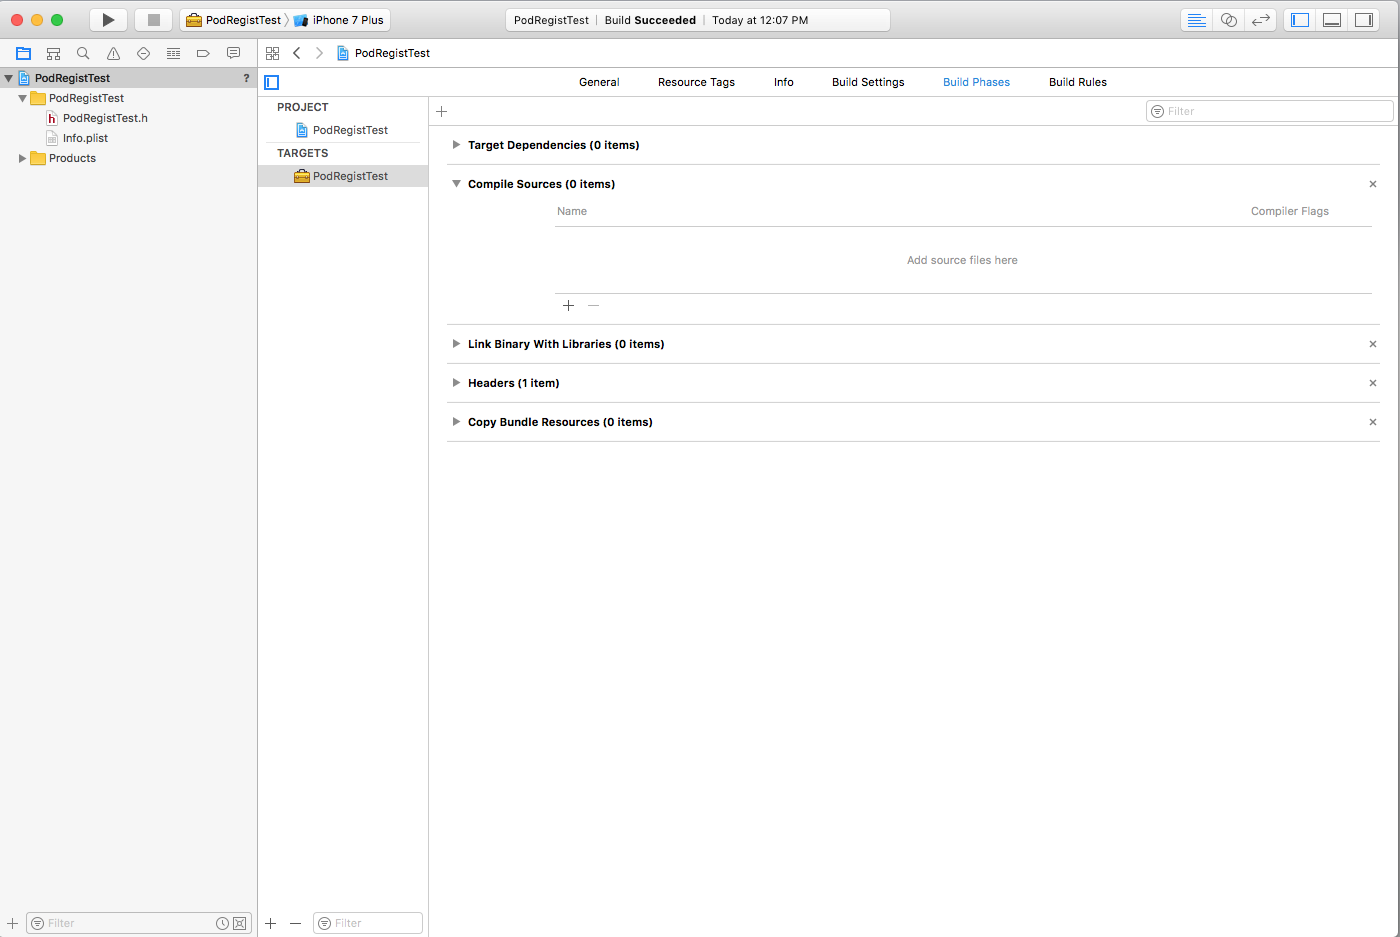 PodRegistTest iPhone 7 Plus PodRegistTest Build Succeeded Today at 12:07 PM
PodRegistTest
PodRegistTest ?
PodRegistTest
h PodRegistTest.h
Info.plist
Products
Filter
General Resource Tags Info Build Settings Build Phases Build Rules
PROJECT
PodRegistTest
TARGETS
PodRegistTest
Filter
Filter
Target Dependencies (0 items)
Compile Sources (0 items)
Name Compiler Flags
Add source files here
Link Binary With Libraries (0 items)
Headers (1 item)
Copy Bundle Resources (0 items)